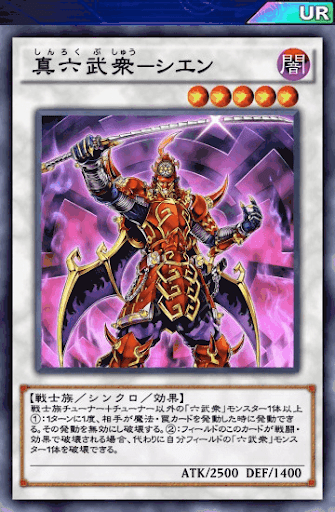 UR
しんろくぶしゅう
真六武衆－シエン
闇
【戦士族／シンクロ／効果】
戦士族チューナー＋チューナー以外の「六武衆」モンスター1体以上
①：1ターンに1度、相手が魔法・罠カードを発動した時に発動でき
る。その発動を無効にし破壊する。②：フィールドのこのカードが戦闘・
効果で破壊される場合、代わりに自分フィールドの「六武衆」モンス
ター1体を破壊できる。
ATK/2500 DEF/1400